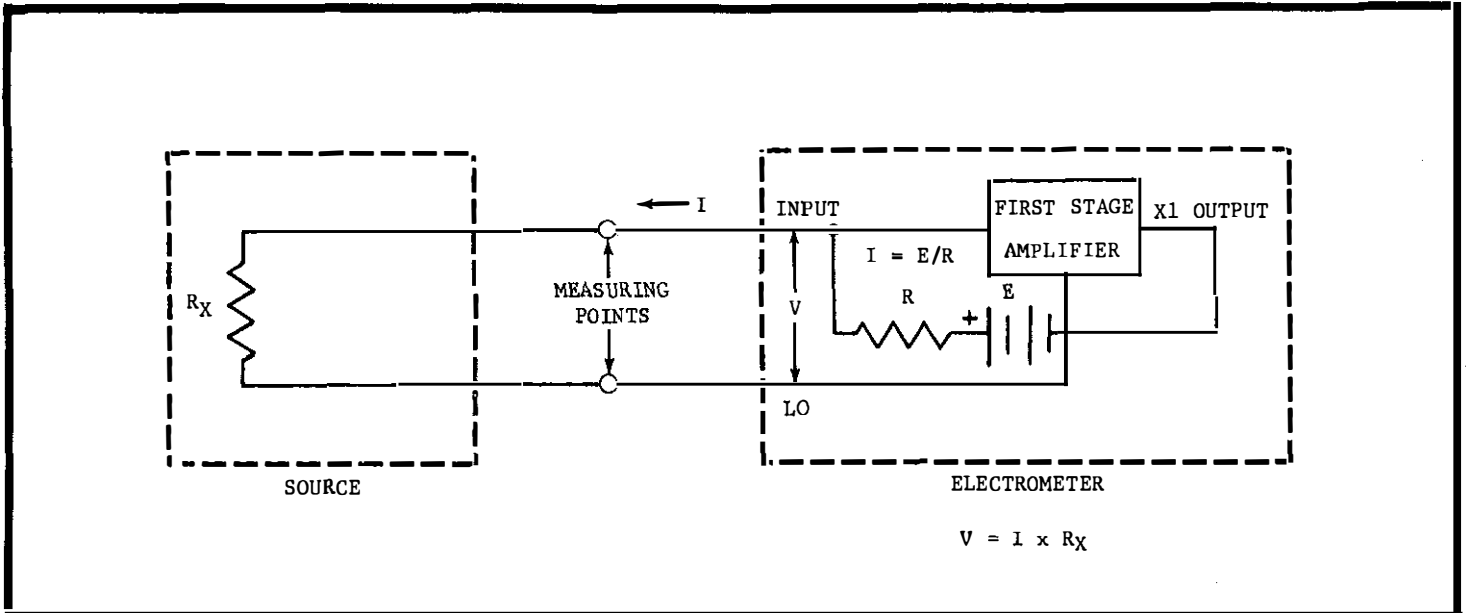 I
INPUT
FIRST STAGE
AMPLIFIER
X1 OUTPUT
I = E/R
RX
MEASURING
POINTS
V
R
+
E
LO
SOURCE
ELECTROMETER
V = I x RX